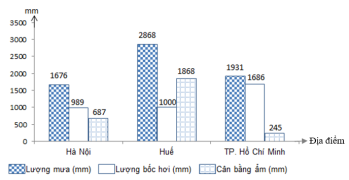 mm
3500
3000
2500
2000
1500
1000
500
0
1676
989
687
2868
1000
1868
1931
1686
245
Hà Nội
Huế
TP. Hồ Chí Minh
Địa điểm
Lượng mưa (mm)
Lượng bốc hơi (mm)
Cân bằng ẩm (mm)